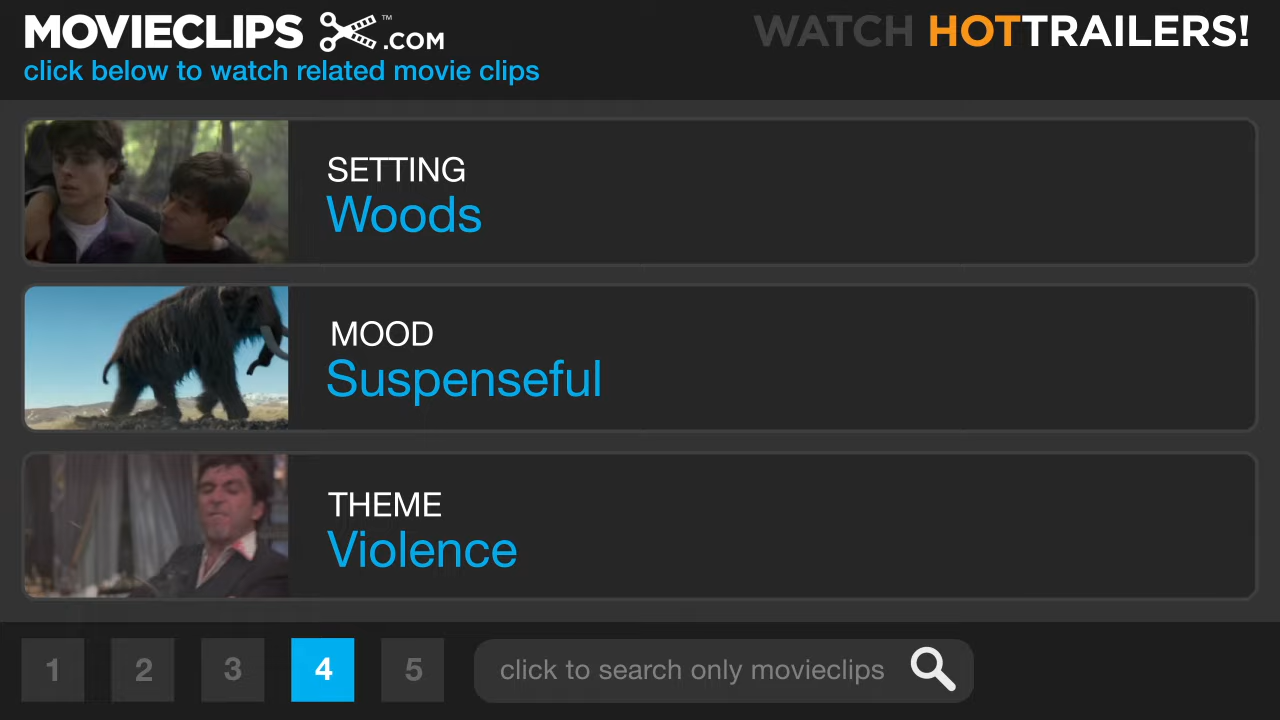 MOVIECLIPS ™ .COM
WATCH HOTTRAILERS!
click below to watch related movie clips
SETTING
Woods
MOOD
Suspenseful
THEME
Violence
1 2 3 4 5
click to search only movieclips